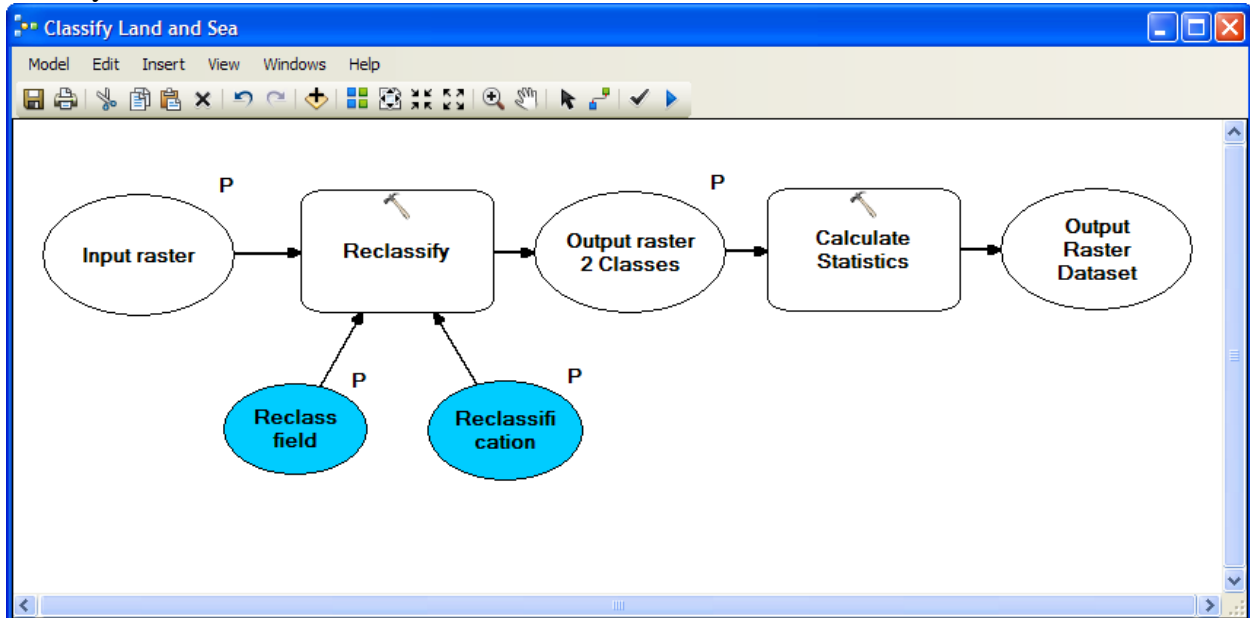 Classify Land and Sea
Model Edit Insert View Windows Help
P
P
Input raster
Reclassify
Output raster
2 Classes
Calculate
Statistics
Output
Raster
Dataset
P
P
Reclass
field
Reclassifi
cation